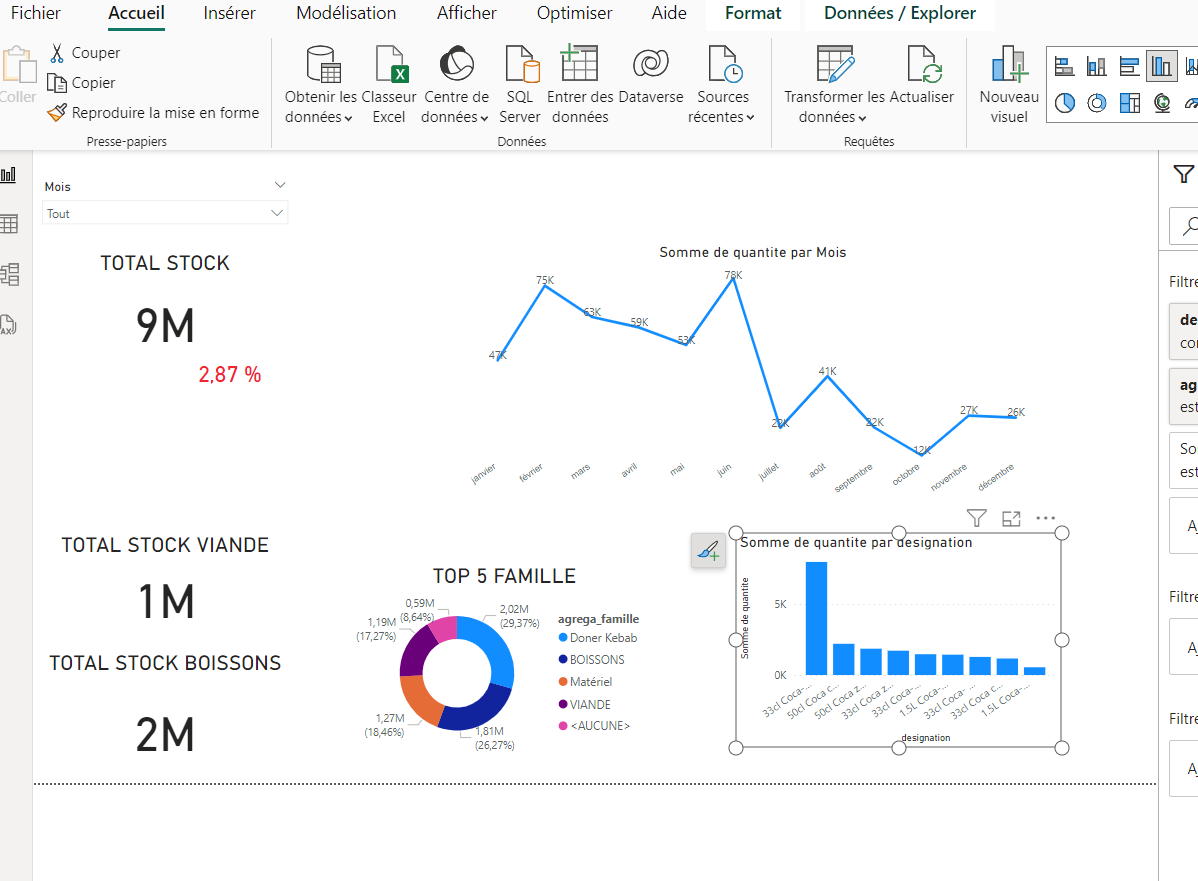 Fichier Accueil Insérer Modélisation Afficher Optimiser Aide Format Données / Explorer
Coller
Couper
Copier
Reproduire la mise en forme
Presse-papiers
Obtenir les données
Classeur Excel
Centre de données
SQL Server
Entrer des données
Dataverse
Sources récentes
Données
Transformer les données
Actualiser
Requêtes
Nouveau visuel
Mois
Tout
TOTAL STOCK
9M
2,87 %
Somme de quantite par Mois
47K
75K
63K
59K
53K
78K
41K
22K
12K
27K
26K
janvier
février
mars
avril
mai
juin
juillet
août
septembre
octobre
novembre
décembre
TOTAL STOCK VIANDE
1M
TOTAL STOCK BOISSONS
2M
TOP 5 FAMILLE
0,59M
(8,64%)
2,02M
(29,37%)
1,19M
(17,27%)
1,27M
(18,46%)
1,81M
(26,27%)
agrega_famille
Doner Kebab
BOISSONS
Matériel
VIANDE
<AUCUNE>
Somme de quantite par designation
Somme de quantite
5K
0K
33cl Coca-...
50cl Coca c...
50cl Coca z...
33cl Coca z...
33cl Coca-...
1.5L Coca-...
33cl Coca- ...
33cl Coca c...
1.5L Coca-...
designation
Filtre
de
con
ag
est
So
est
Filtre
Filtre